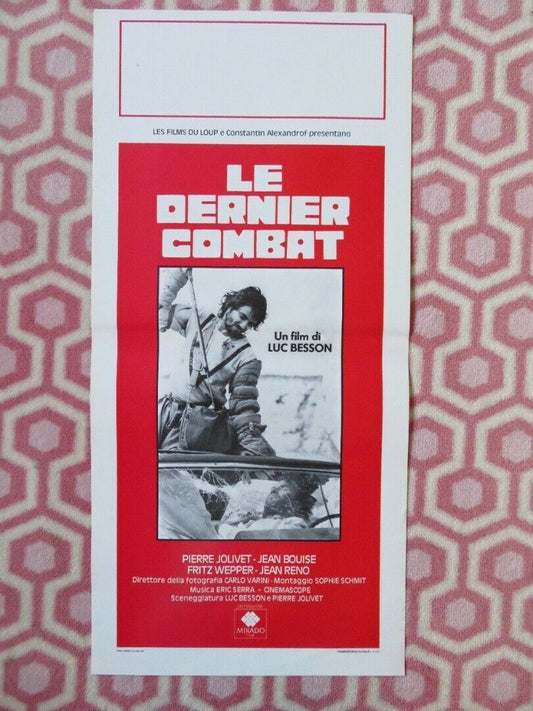 LES FILMS DU LOUP e Constantin Alexandrof presentano
LE
DERNIER
COMBAT
Un film di
LUC BESSON
PIERRE JOLIVET - JEAN BOUISE
FRITZ WEPPER - JEAN RENO
Direttore della fotografia CARLO VARINI - Montaggio SOPHIE SCHMIT
Musica ERIC SERRA - CINEMASCOPE
Sceneggiatura LUC BESSON e PIERRE JOLIVET
MIKADO